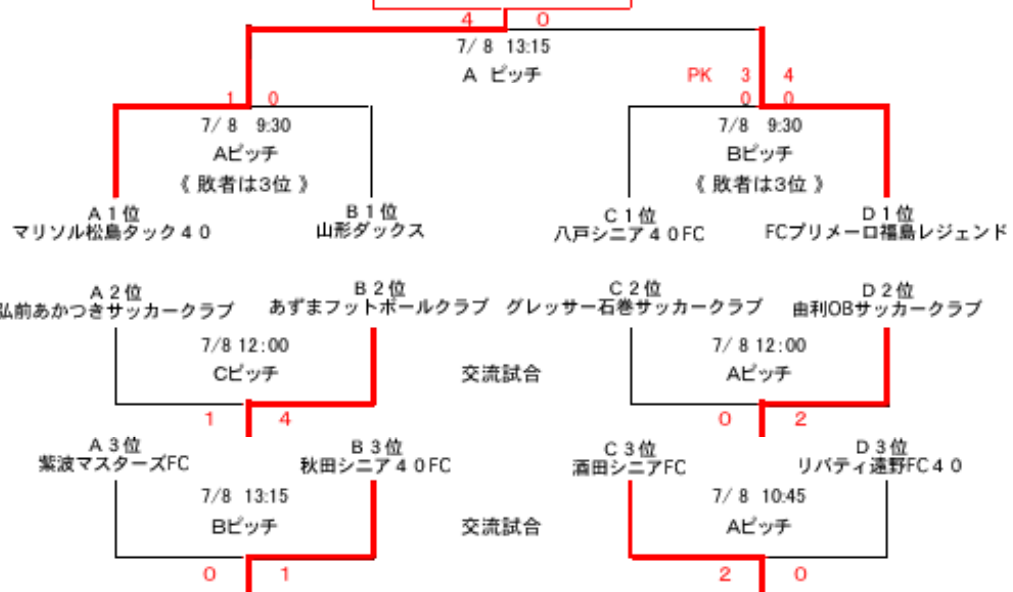 4 0
7/ 8 13:15
A ピッチ
PK 3 4
1 0
0 0
7/ 8 9:30
7/8 9:30
Aピッチ
Bピッチ
《 敗者は3位 》
《 敗者は3位 》
A 1 位
B 1 位
C 1 位
D 1 位
マリソル松島タック４０
山形ダックス
八戸シニア４０FC
FCプリメーロ福島レジェンド
A 2 位
B 2 位
C 2 位
D 2 位
弘前あかつきサッカークラブ
あずまフットボールクラブ
グレッサー石巻サッカークラブ
由利OBサッカークラブ
7/8 12:00
7/ 8 12:00
Cピッチ
交流試合
Aピッチ
1 4
0 2
A 3 位
B 3 位
C 3 位
D 3 位
紫波マスターズFC
秋田シニア４０FC
酒田シニアFC
リバティ遠野FC４０
7/8 13:15
7/ 8 10:45
Bピッチ
交流試合
Aピッチ
0 1
2 0